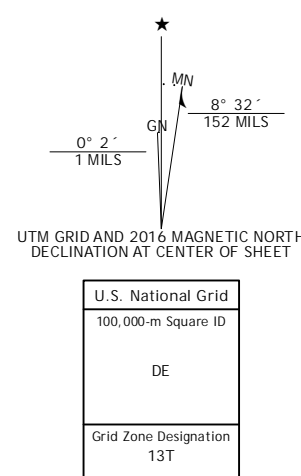 MN
GN
8° 32´
152 MILS
0° 2´
1 MILS
UTM GRID AND 2016 MAGNETIC NORTH
DECLINATION AT CENTER OF SHEET
U.S. National Grid
100,000-m Square ID
DE
Grid Zone Designation
13T